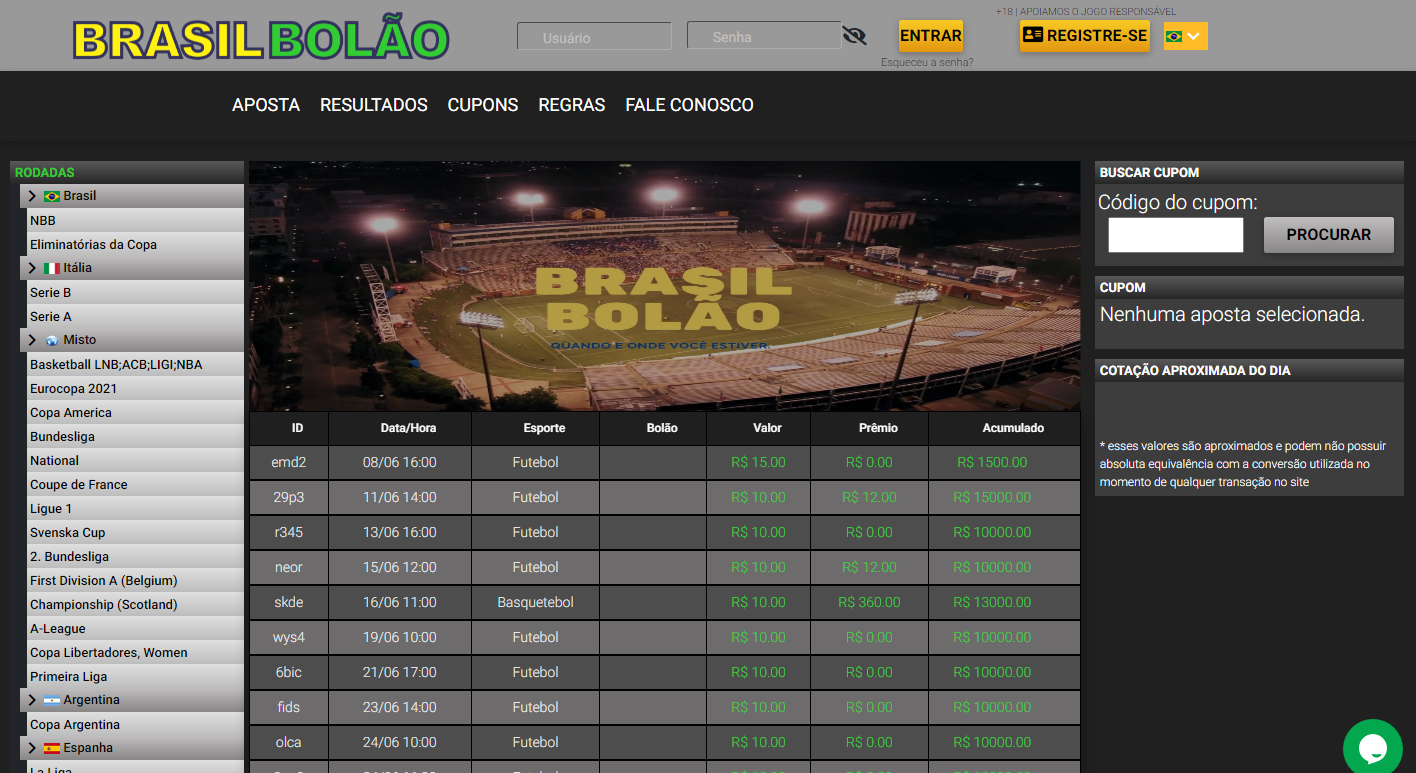 +18 | APOIAMOS O JOGO RESPONSÁVEL
BRASIL BOLÃO
Usuário
Senha
ENTRAR
REGISTRE-SE
Esqueceu a senha?
APOSTA RESULTADOS CUPONS REGRAS FALE CONOSCO
RODADAS
Brasil
NBB
Eliminatórias da Copa
Itália
Serie B
Serie A
Misto
Basketball LNB;ACB;LIGI;NBA
Eurocopa 2021
Copa America
Bundesliga
National
Coupe de France
Ligue 1
Svenska Cup
2. Bundesliga
First Division A (Belgium)
Championship (Scotland)
A-League
Copa Libertadores, Women
Primeira Liga
Argentina
Copa Argentina
Espanha
La Liga
BRASIL
BOLÃO
QUANDO E ONDE VOCÊ ESTIVER.
ID Data/Hora Esporte Bolão Valor Prêmio Acumulado
emd2 08/06 16:00 Futebol R$ 15.00 R$ 0.00 R$ 1500.00
29p3 11/06 14:00 Futebol R$ 10.00 R$ 12.00 R$ 15000.00
r345 13/06 16:00 Futebol R$ 10.00 R$ 0.00 R$ 10000.00
neor 15/06 12:00 Futebol R$ 10.00 R$ 12.00 R$ 10000.00
skde 16/06 11:00 Basquetebol R$ 10.00 R$ 360.00 R$ 13000.00
wys4 19/06 10:00 Futebol R$ 10.00 R$ 0.00 R$ 10000.00
6bic 21/06 17:00 Futebol R$ 10.00 R$ 0.00 R$ 10000.00
fids 23/06 14:00 Futebol R$ 10.00 R$ 0.00 R$ 10000.00
olca 24/06 10:00 Futebol R$ 10.00 R$ 0.00 R$ 10000.00
BUSCAR CUPOM
Código do cupom:
PROCURAR
CUPOM
Nenhuma aposta selecionada.
COTAÇÃO APROXIMADA DO DIA
* esses valores são aproximados e podem não possuir
absoluta equivalência com a conversão utilizada no
momento de qualquer transação no site